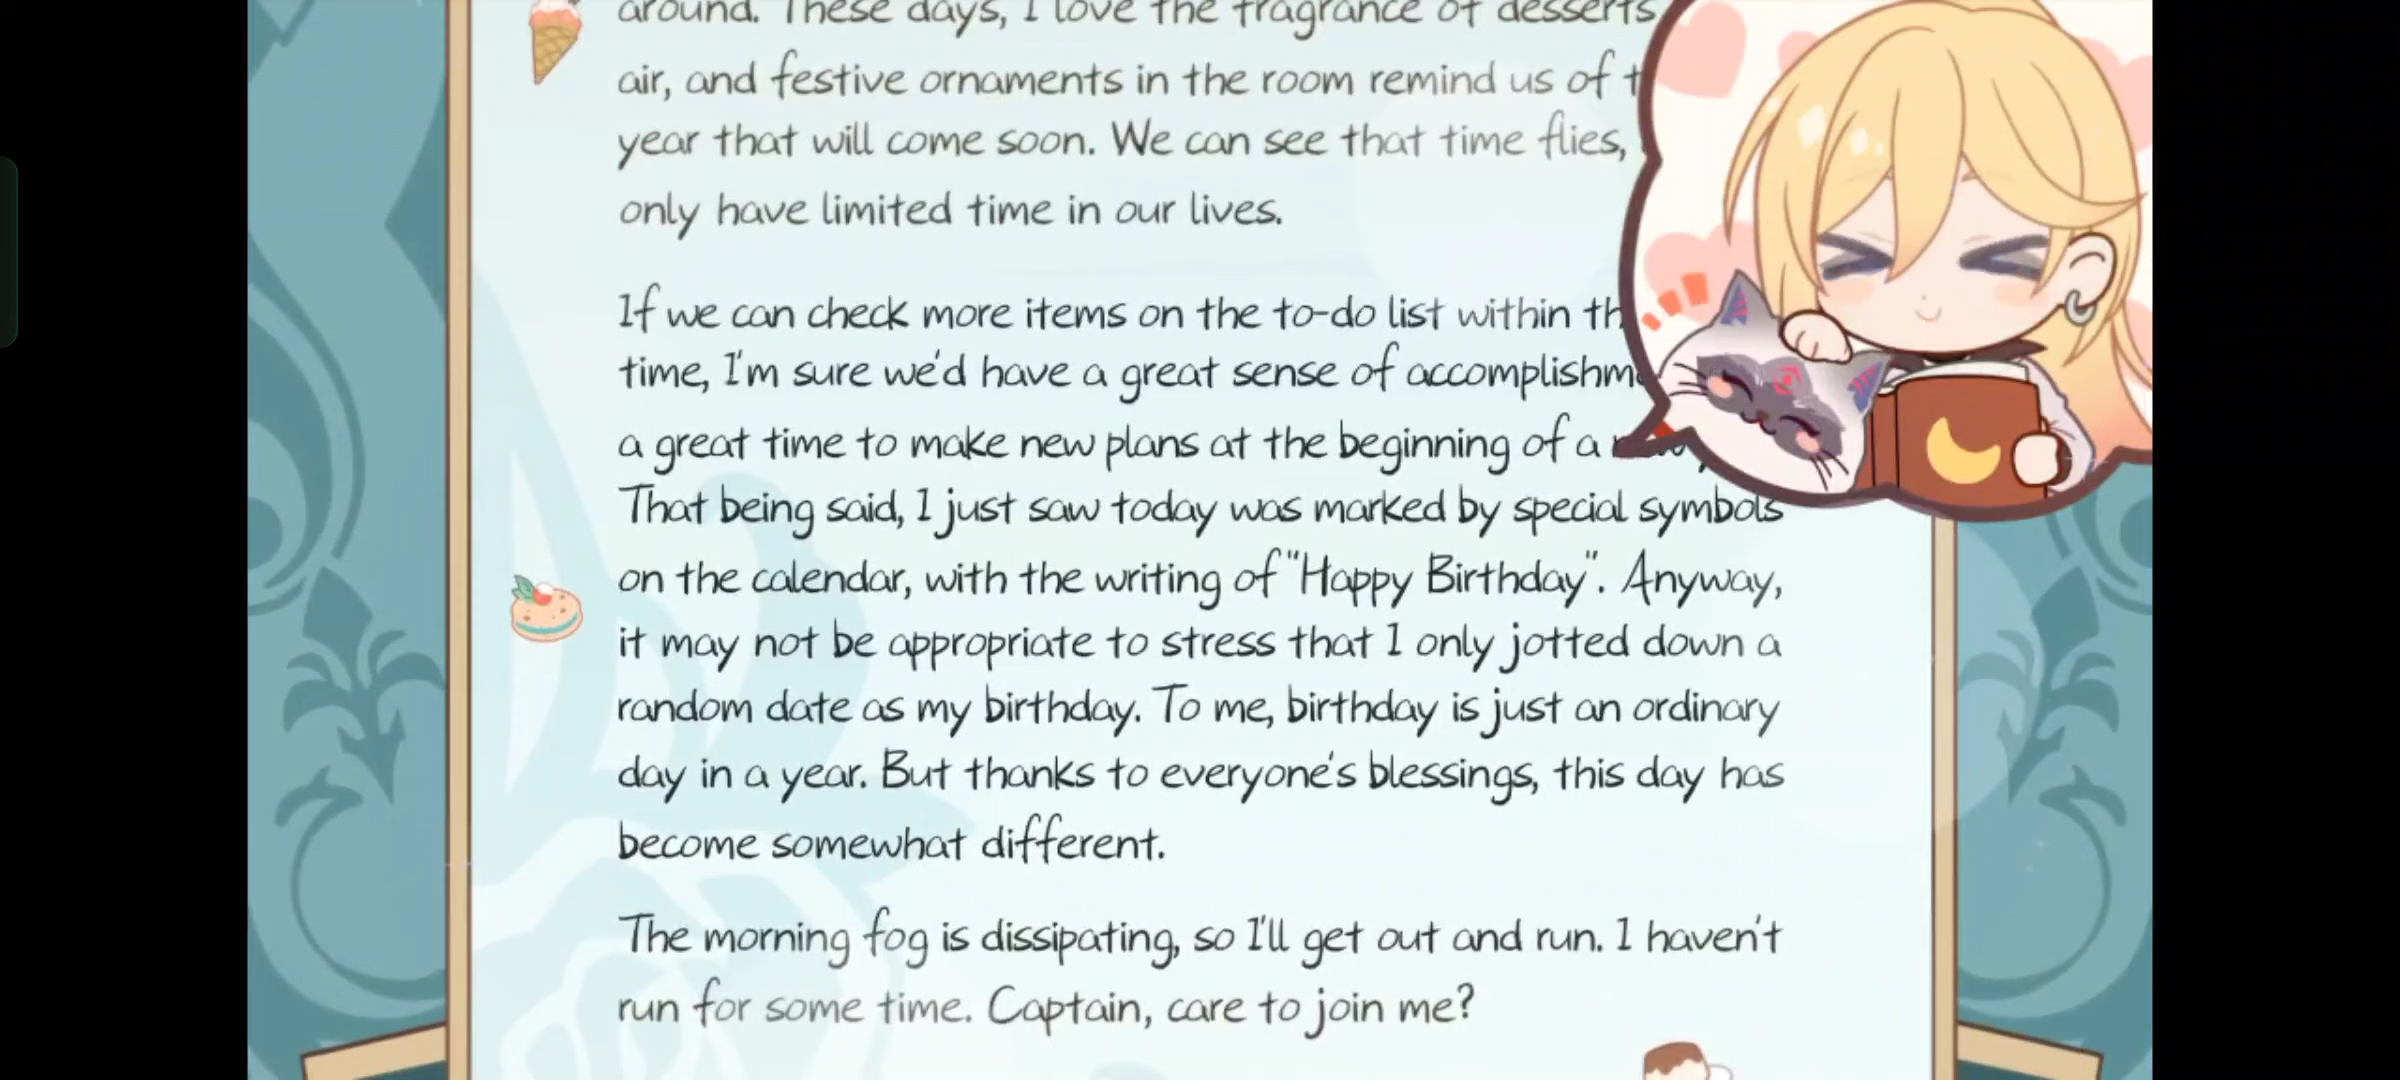 around. These days, I love the fragrance of desserts
air, and festive ornaments in the room remind us of
year that will come soon. We can see that time flies,
only have limited time in our lives.
If we can check more items on the to-do list within
time, I'm sure we'd have a great sense of
a great time to make new plans at the beginning of a
That being said, I just saw today was marked by special symbols
on the calendar, with the writing of "Happy Birthday". Anyway,
it may not be appropriate to stress that I only jotted down a
random date as my birthday. To me, birthday is just an ordinary
day in a year. But thanks to everyone's blessings, this day has
become somewhat different.
The morning fog is dissipating, so I'll get out and run. I haven't
run for some time. Captain, care to join me?